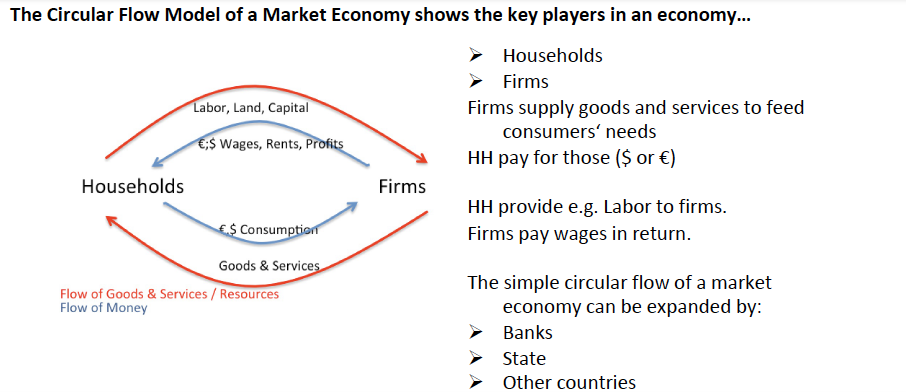 The Circular Flow Model of a Market Economy shows the key players in an economy...
Labor, Land, Capital
€;$ Wages, Rents, Profits
Households
Firms
€,$ Consumption
Goods & Services
Flow of Goods & Services / Resources
Flow of Money
➢ Households
➢ Firms
Firms supply goods and services to feed
consumers‘ needs
HH pay for those ($ or €)
HH provide e.g. Labor to firms.
Firms pay wages in return.
The simple circular flow of a market
economy can be expanded by:
➢ Banks
➢ State
➢ Other countries